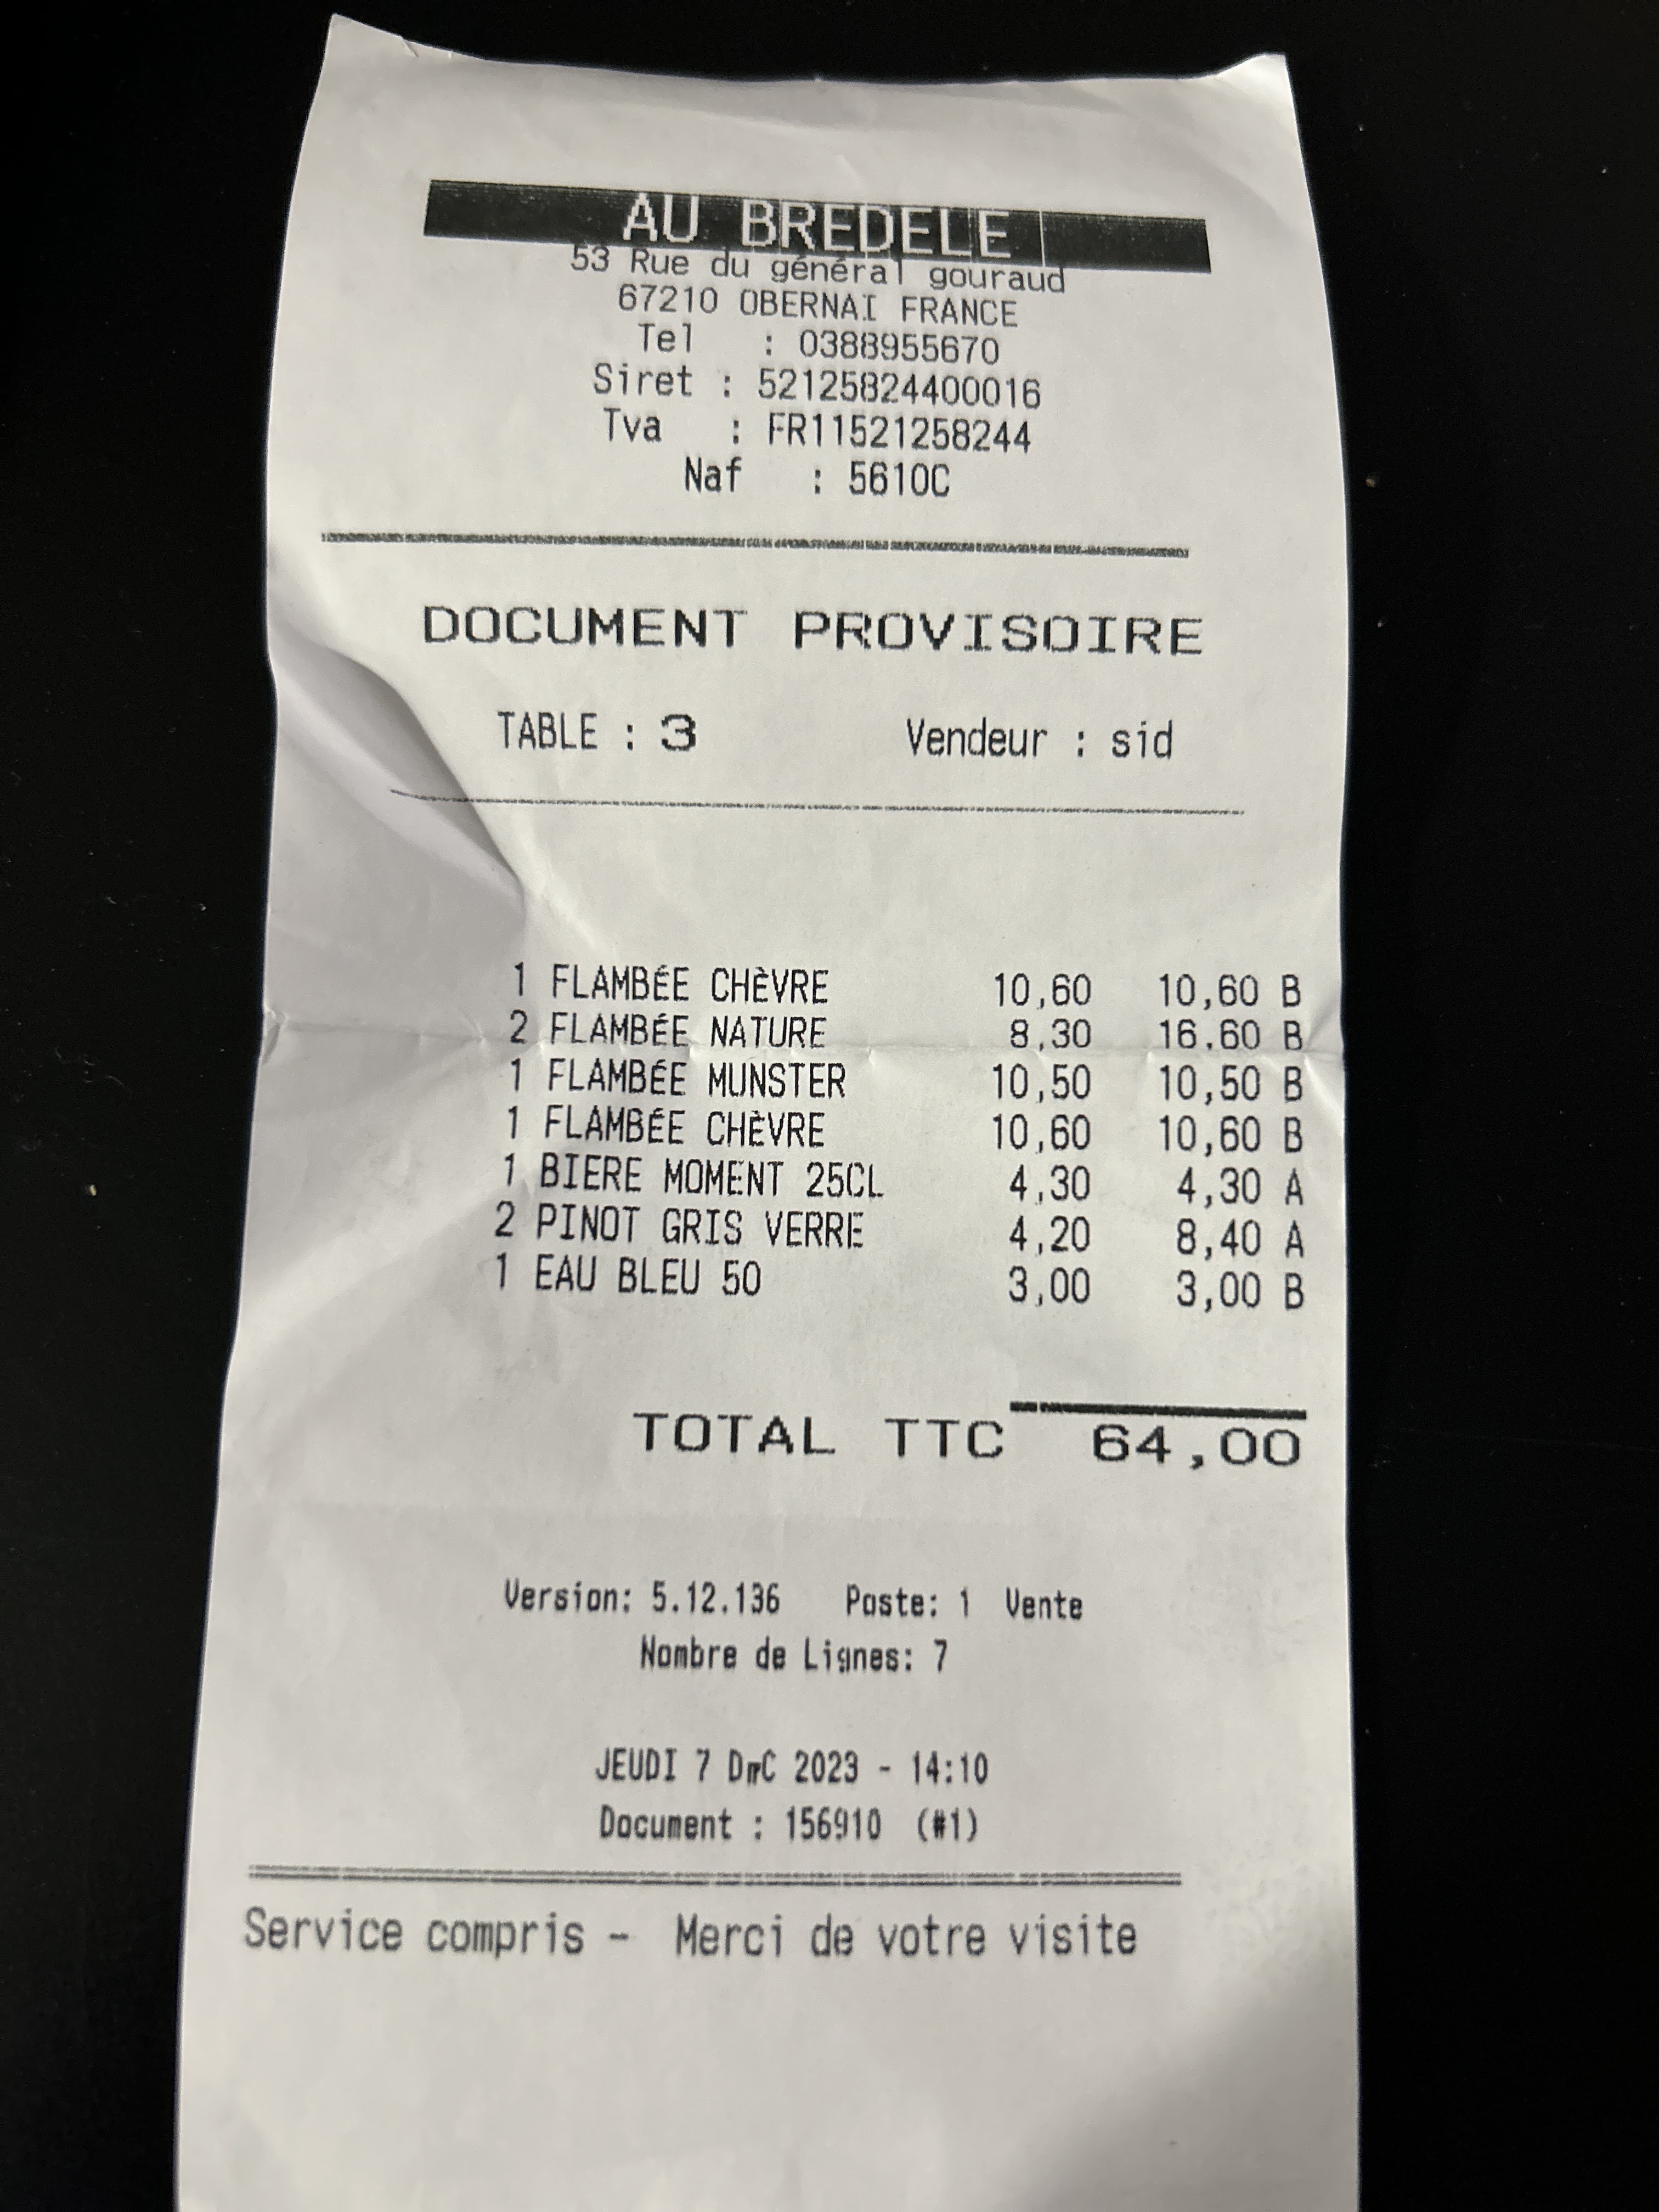 AU BREDELE
53 Rue du général gouraud
67210 OBERNAI FRANCE
Tel : 0388955670
Siret : 52125824400016
Tva : FR11521258244
Naf : 5610C
DOCUMENT PROVISOIRE
TABLE : 3 Vendeur : sid
1 FLAMBÉE CHÈVRE 10,60 10,60 B
2 FLAMBÉE NATURE 8,30 16,60 B
1 FLAMBÉE MUNSTER 10,50 10,50 B
1 FLAMBÉE CHÈVRE 10,60 10,60 B
1 BIERE MOMENT 25CL 4,30 4,30 A
2 PINOT GRIS VERRE 4,20 8,40 A
1 EAU BLEU 50 3,00 3,00 B
TOTAL TTC 64,00
Version: 5.12.136 Poste: 1 Vente
Nombre de Lignes: 7
JEUDI 7 D╓C 2023 - 14:10
Document : 156910 (#1)
Service compris - Merci de votre visite